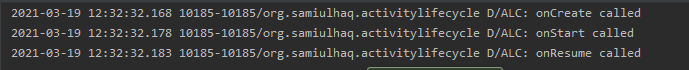 2021-03-19 12:32:32.168 10185-10185/org.samiulhaq.activitylifecycle D/ALC: onCreate called
2021-03-19 12:32:32.178 10185-10185/org.samiulhaq.activitylifecycle D/ALC: onStart called
2021-03-19 12:32:32.183 10185-10185/org.samiulhaq.activitylifecycle D/ALC: onResume called